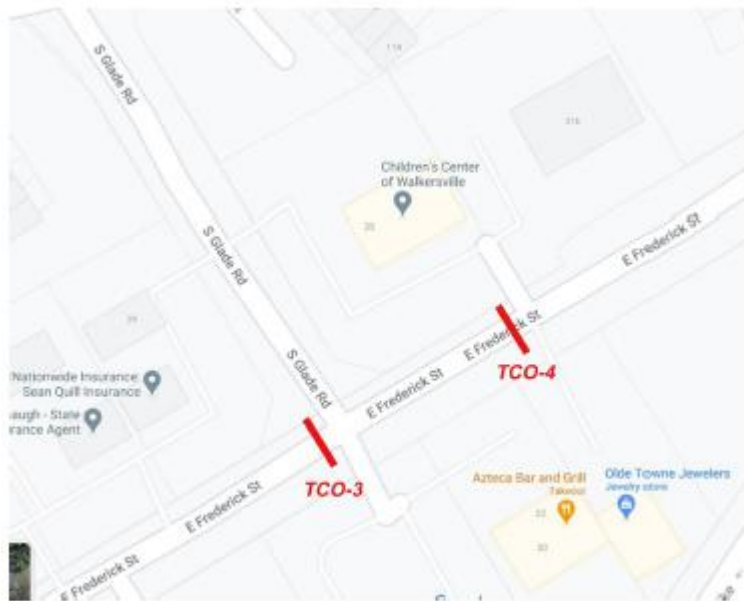 S Glade Rd
Children's Center
of Walkersville
S Glade Rd
E Frederick St
E Frederick St
TCO-4
S Glade Rd
E Frederick St
Nationwide Insurance:
Sean Quill Insurance
augh - State
rance Agent
TCO-3
Azteca Bar and Grill
Takeout
Olde Towne Jewelers
Jewelry store
E Frederick St
E Frederick St